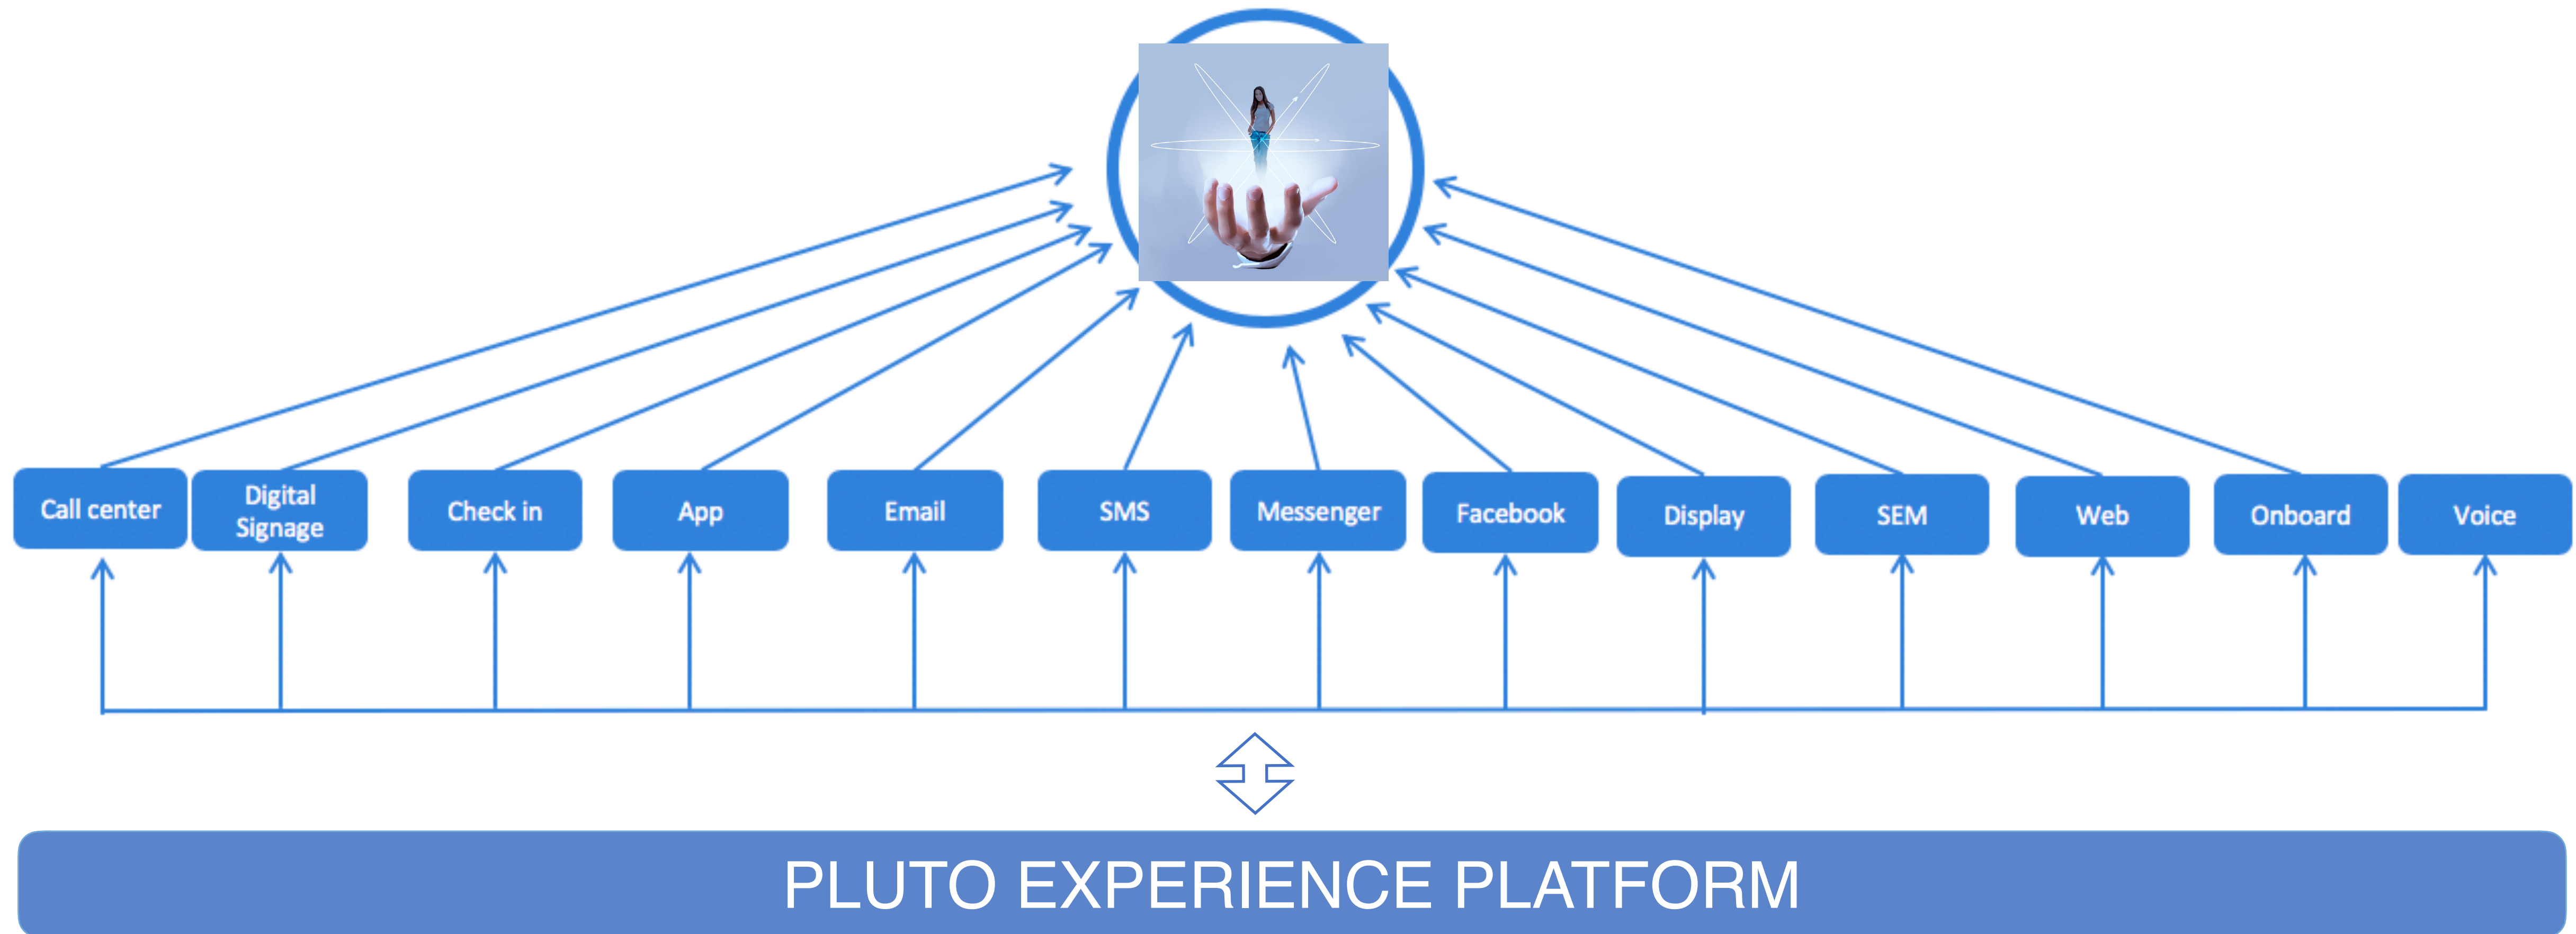 Call center
Digital
Signage
Check in
App
Email
SMS
Messenger
Facebook
Display
SEM
Web
Onboard
Voice
PLUTO EXPERIENCE PLATFORM